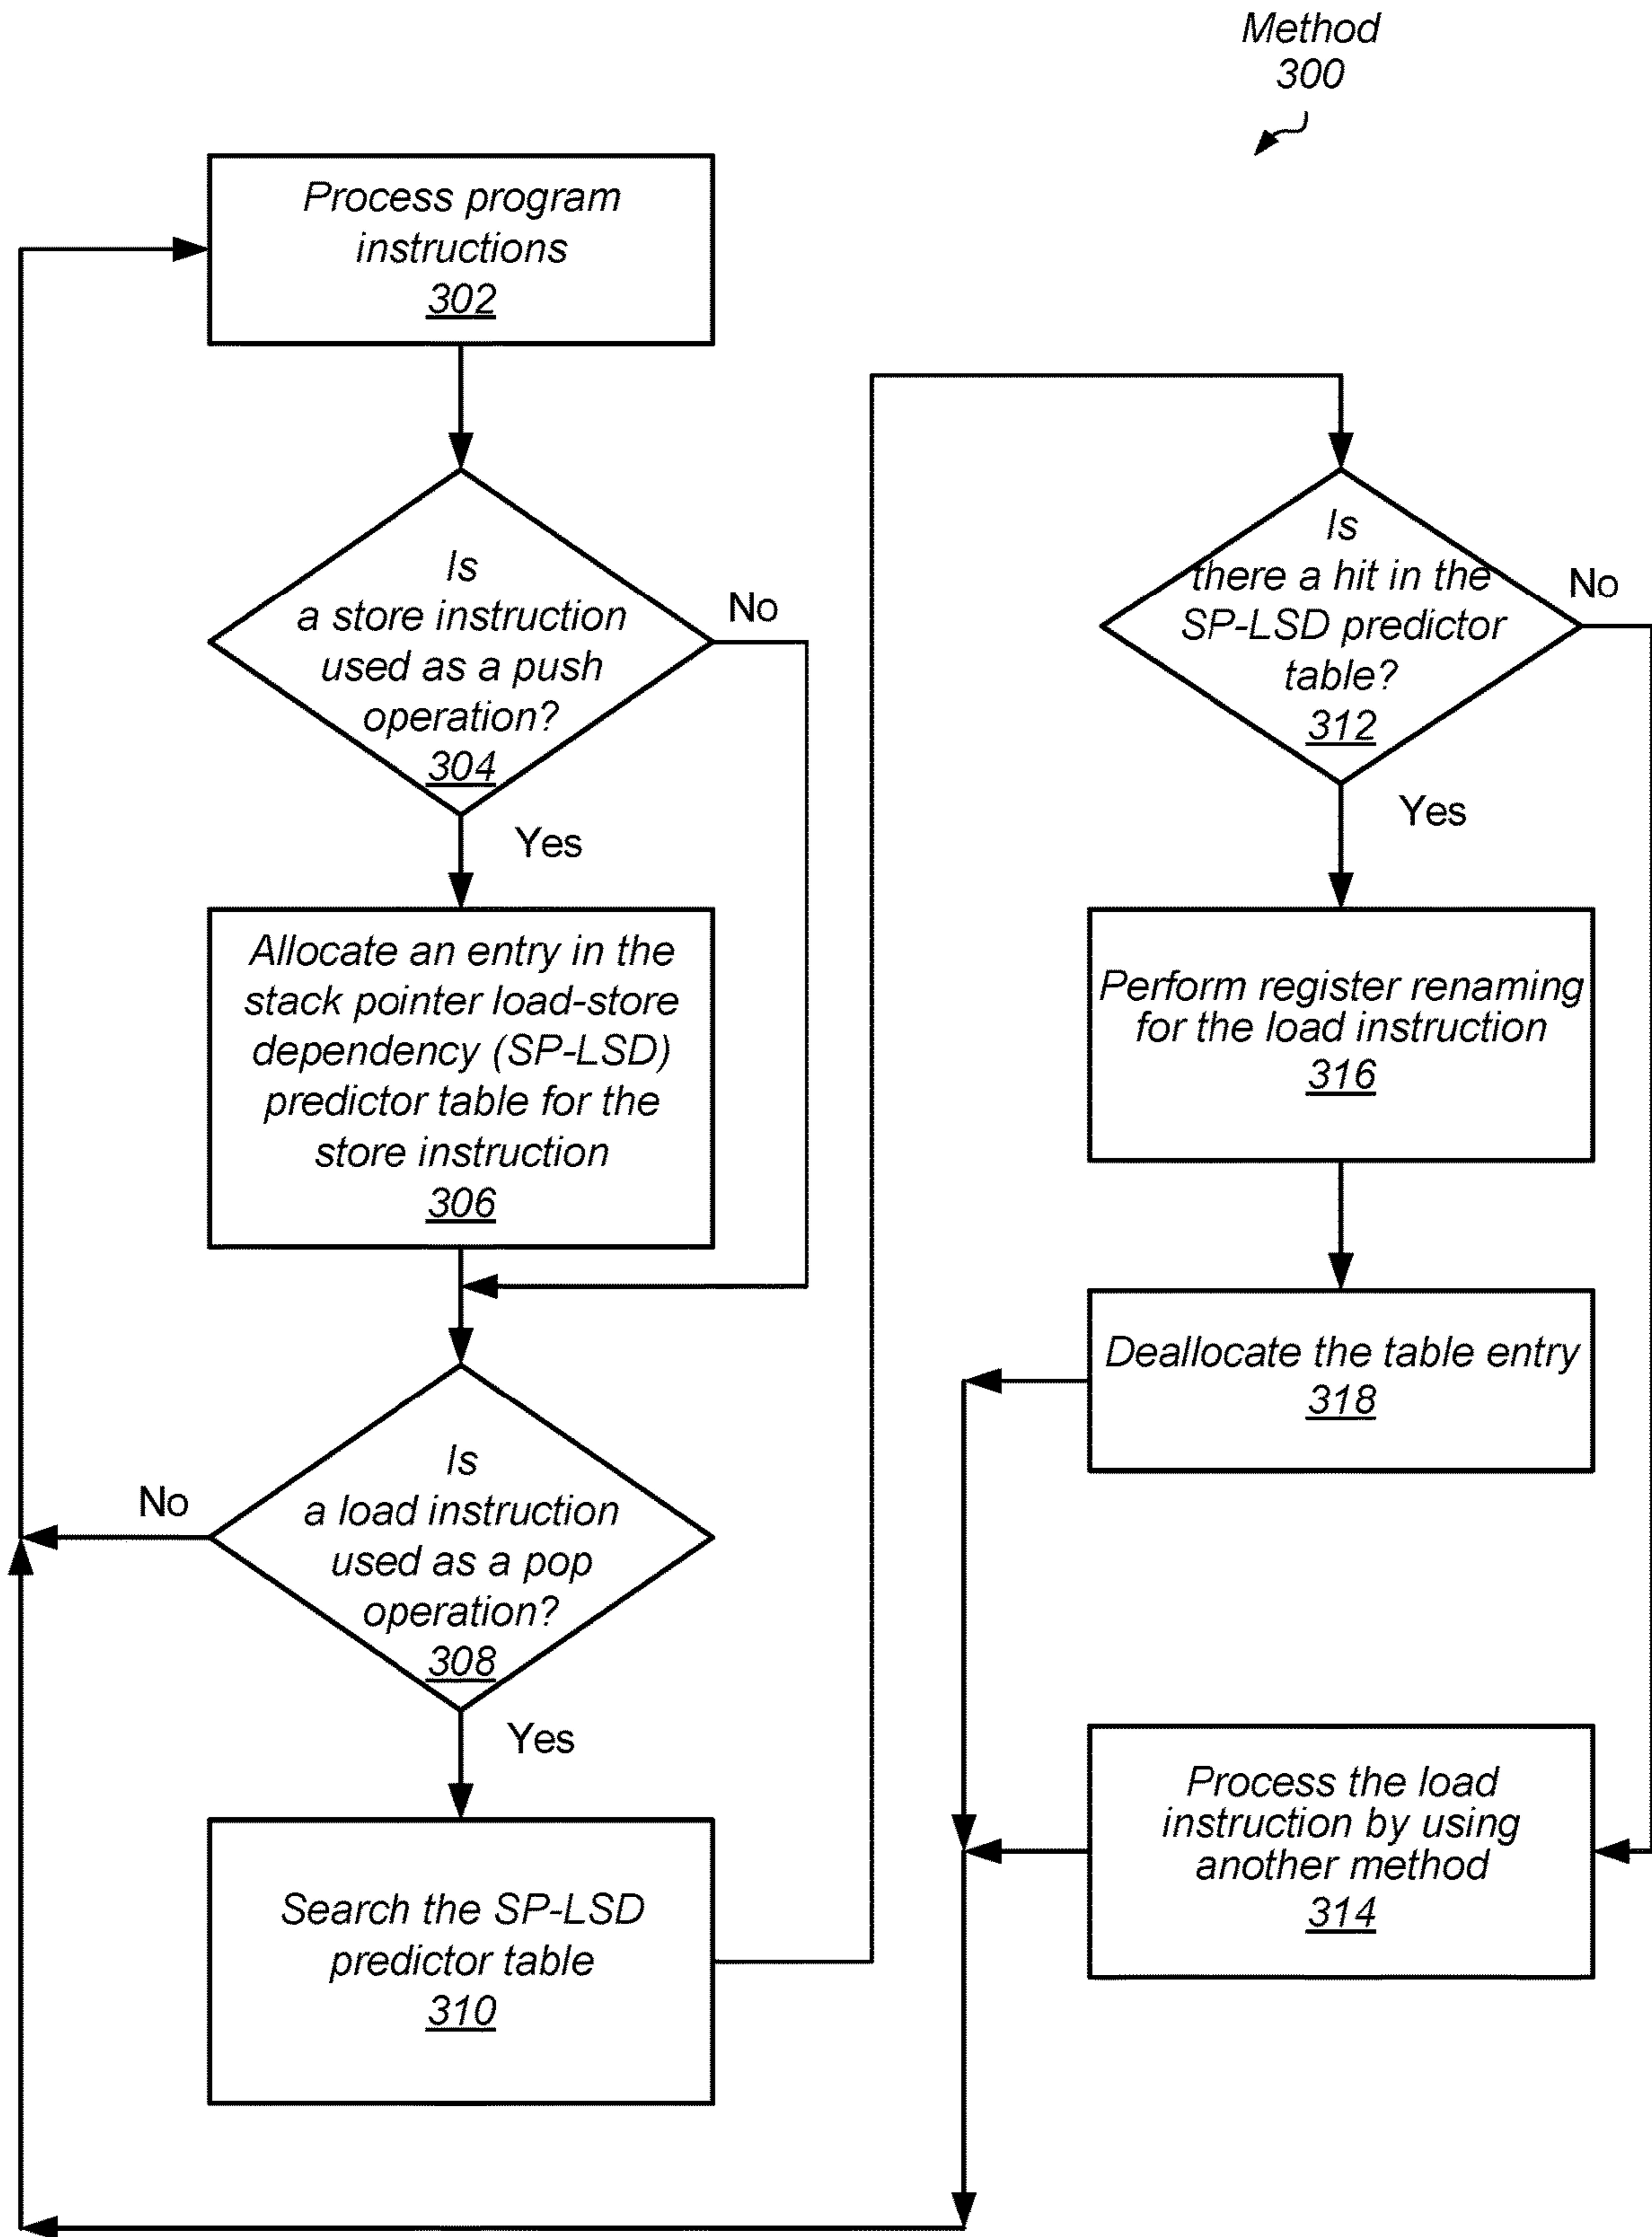 Method
300
Process program
instructions
302
Is
a store instruction
used as a push
operation?
304
No
Yes
Allocate an entry in the
stack pointer load-store
dependency (SP-LSD)
predictor table for the
store instruction
306
Is
a load instruction
used as a pop
operation?
308
No
Yes
Search the SP-LSD
predictor table
310
Is
there a hit in the
SP-LSD predictor
table?
312
No
Yes
Perform register renaming
for the load instruction
316
Deallocate the table entry
318
Process the load
instruction by using
another method
314